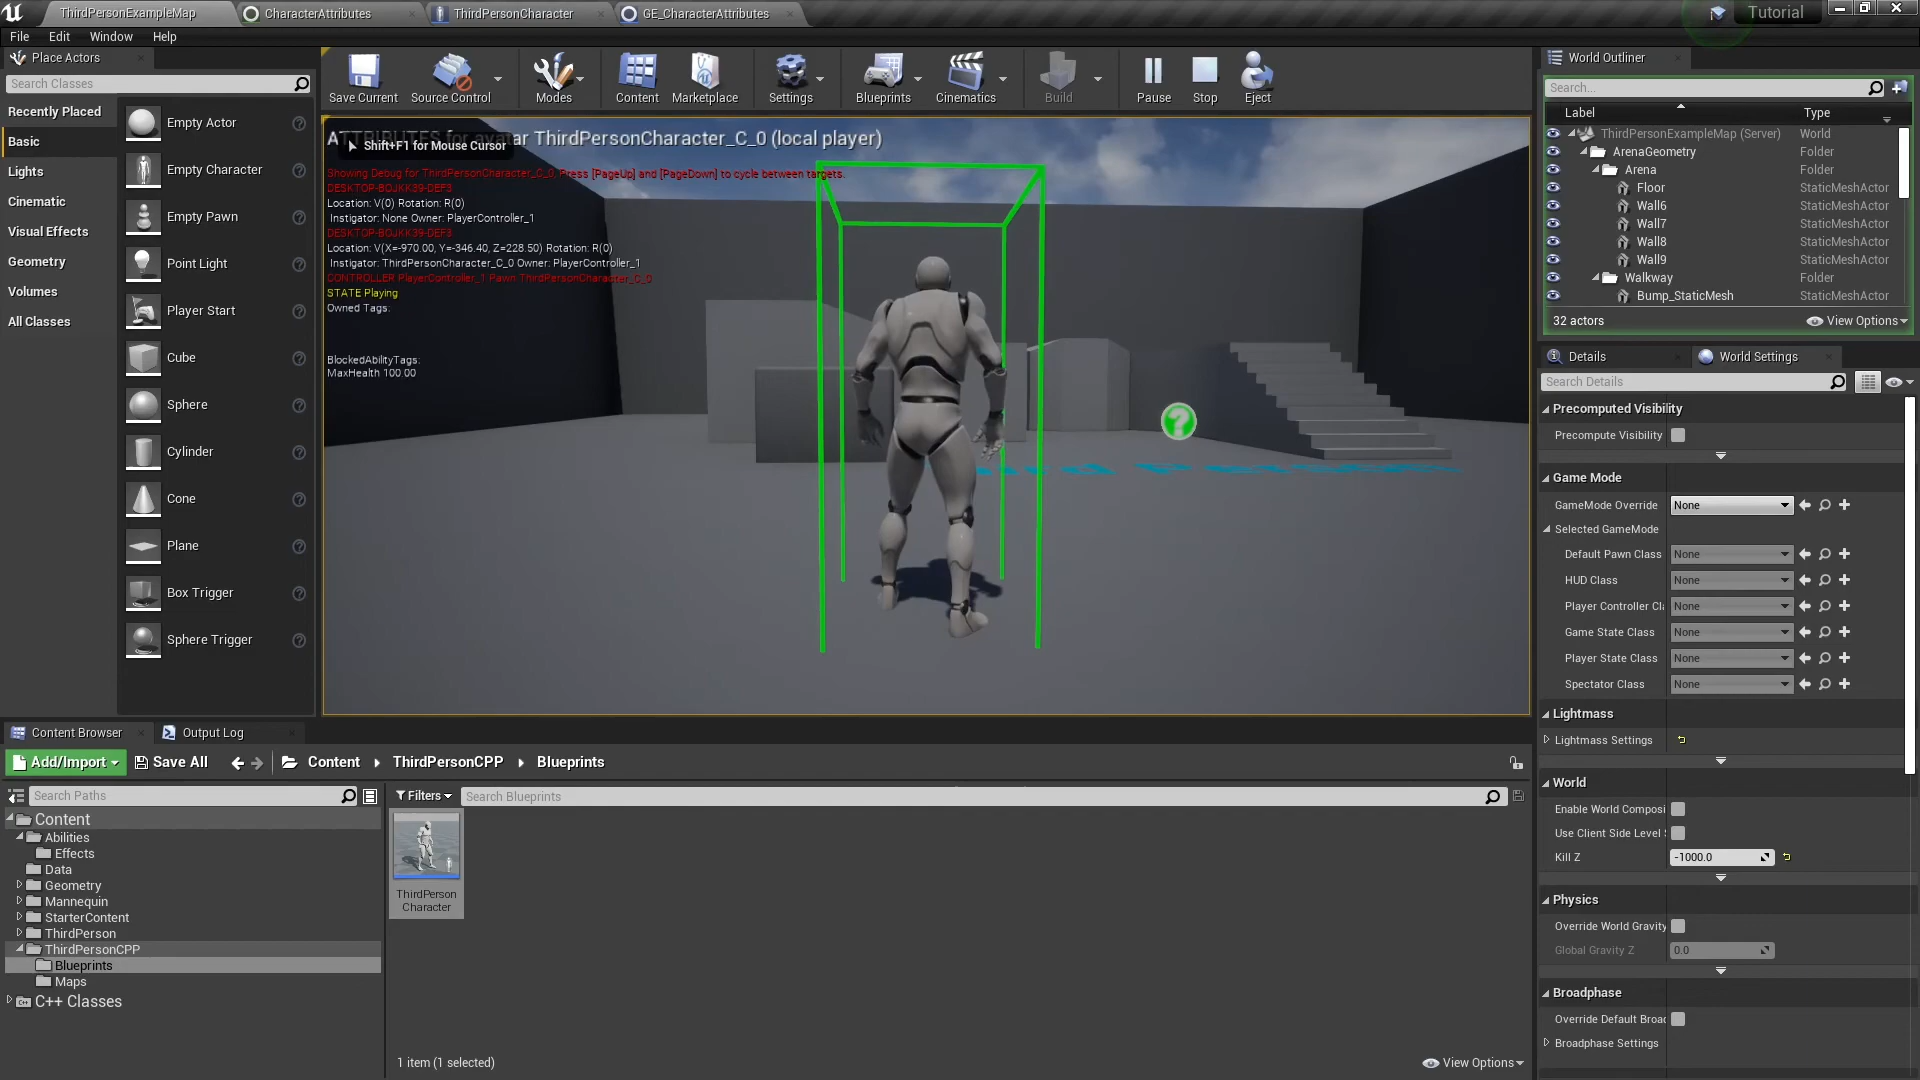 ThirdPersonExampleMap
CharacterAttributes
ThirdPersonCharacter
GE_CharacterAttributes
Tutorial
File
Edit
Window
Help
Place Actors
Search Classes
Recently Placed
Basic
Lights
Cinematic
Visual Effects
Geometry
Volumes
All Classes
Empty Actor
Empty Character
Empty Pawn
Point Light
Player Start
Cube
Sphere
Cylinder
Cone
Plane
Box Trigger
Sphere Trigger
Save Current
Source Control
Modes
Content
Marketplace
Settings
Blueprints
Cinematics
Build
Pause
Stop
Eject
ATTRIBUTES for avatar ThirdPersonCharacter_C_0 (local player)
Shift+F1 for Mouse Cursor
Showing Debug for ThirdPersonCharacter_C_0, Press [PageUp] and [PageDown] to cycle between targets.
DESKTOP-BOJKK39-DEF3
Location: V(0) Rotation: R(0)
Instigator: None Owner: PlayerController_1
DESKTOP-BOJKK39-DEF3
Location: V(X=-970.00, Y=-346.40, Z=228.50) Rotation: R(0)
Instigator: ThirdPersonCharacter_C_0 Owner: PlayerController_1
CONTROLLER PlayerController_1 Pawn ThirdPersonCharacter_C_0
STATE Playing
Owned Tags:
BlockedAbilityTags:
MaxHealth 100.00
World Outliner
Search...
Label Type
ThirdPersonExampleMap (Server) World
ArenaGeometry Folder
Arena Folder
Floor StaticMeshActor
Wall6 StaticMeshActor
Wall7 StaticMeshActor
Wall8 StaticMeshActor
Wall9 StaticMeshActor
Walkway Folder
Bump_StaticMesh StaticMeshActor
32 actors
View Options
Details
World Settings
Search Details
Precomputed Visibility
Precompute Visibility
Game Mode
GameMode Override None
Selected GameMode
Default Pawn Class None
HUD Class None
Player Controller Cl None
Game State Class None
Player State Class None
Spectator Class None
Lightmass
Lightmass Settings
World
Enable World Composi
Use Client Side Level
Kill Z -1000.0
Physics
Override World Gravity
Global Gravity Z 0.0
Broadphase
Override Default Broad
Broadphase Settings
Content Browser
Output Log
Add/Import
Save All
Content
ThirdPersonCPP
Blueprints
Search Paths
Filters
Search Blueprints
Content
Abilities
Effects
Data
Geometry
Mannequin
StarterContent
ThirdPerson
ThirdPersonCPP
Blueprints
Maps
C++ Classes
ThirdPerson
Character
1 item (1 selected)
View Options